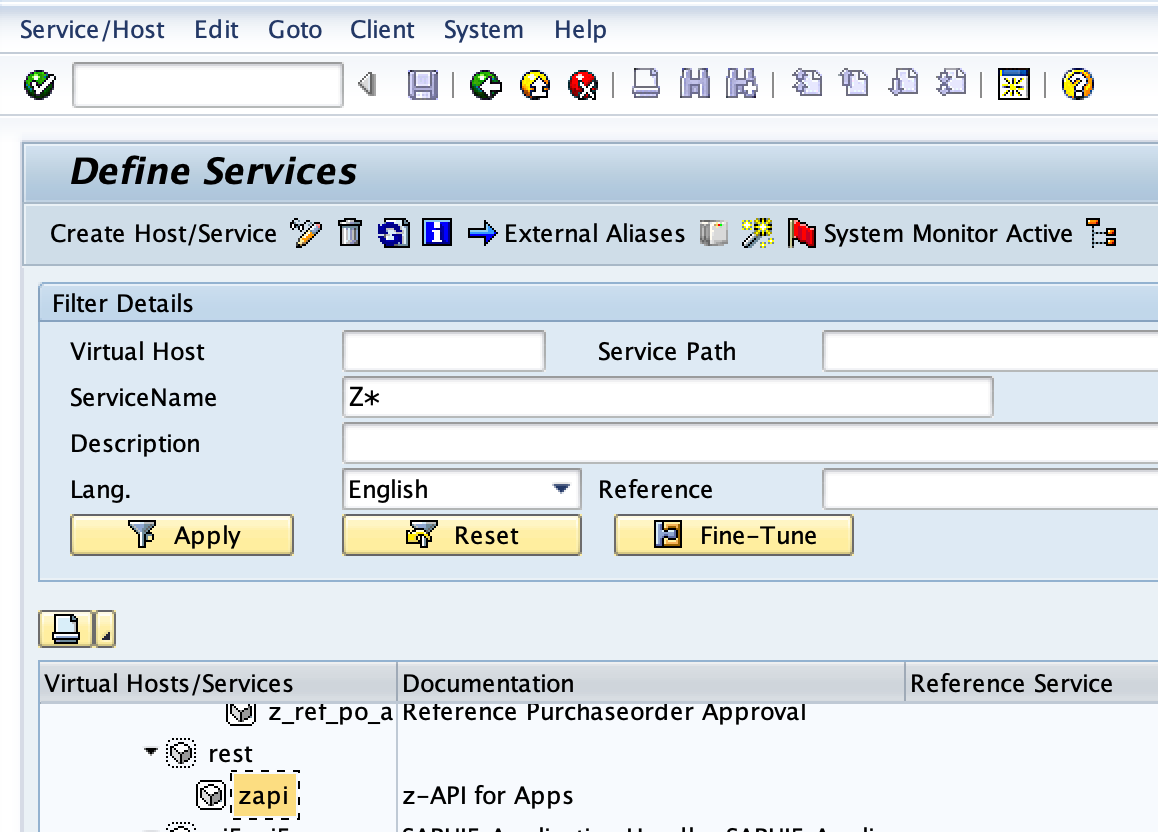 Service/Host Edit Goto Client System Help
Define Services
Create Host/Service External Aliases System Monitor Active
Filter Details
Virtual Host Service Path
ServiceName Z*
Description
Lang. English Reference
Apply Reset Fine-Tune
Virtual Hosts/Services Documentation Reference Service
z_ref_po_a Reference Purchaseorder Approval
rest
zapi z-API for Apps